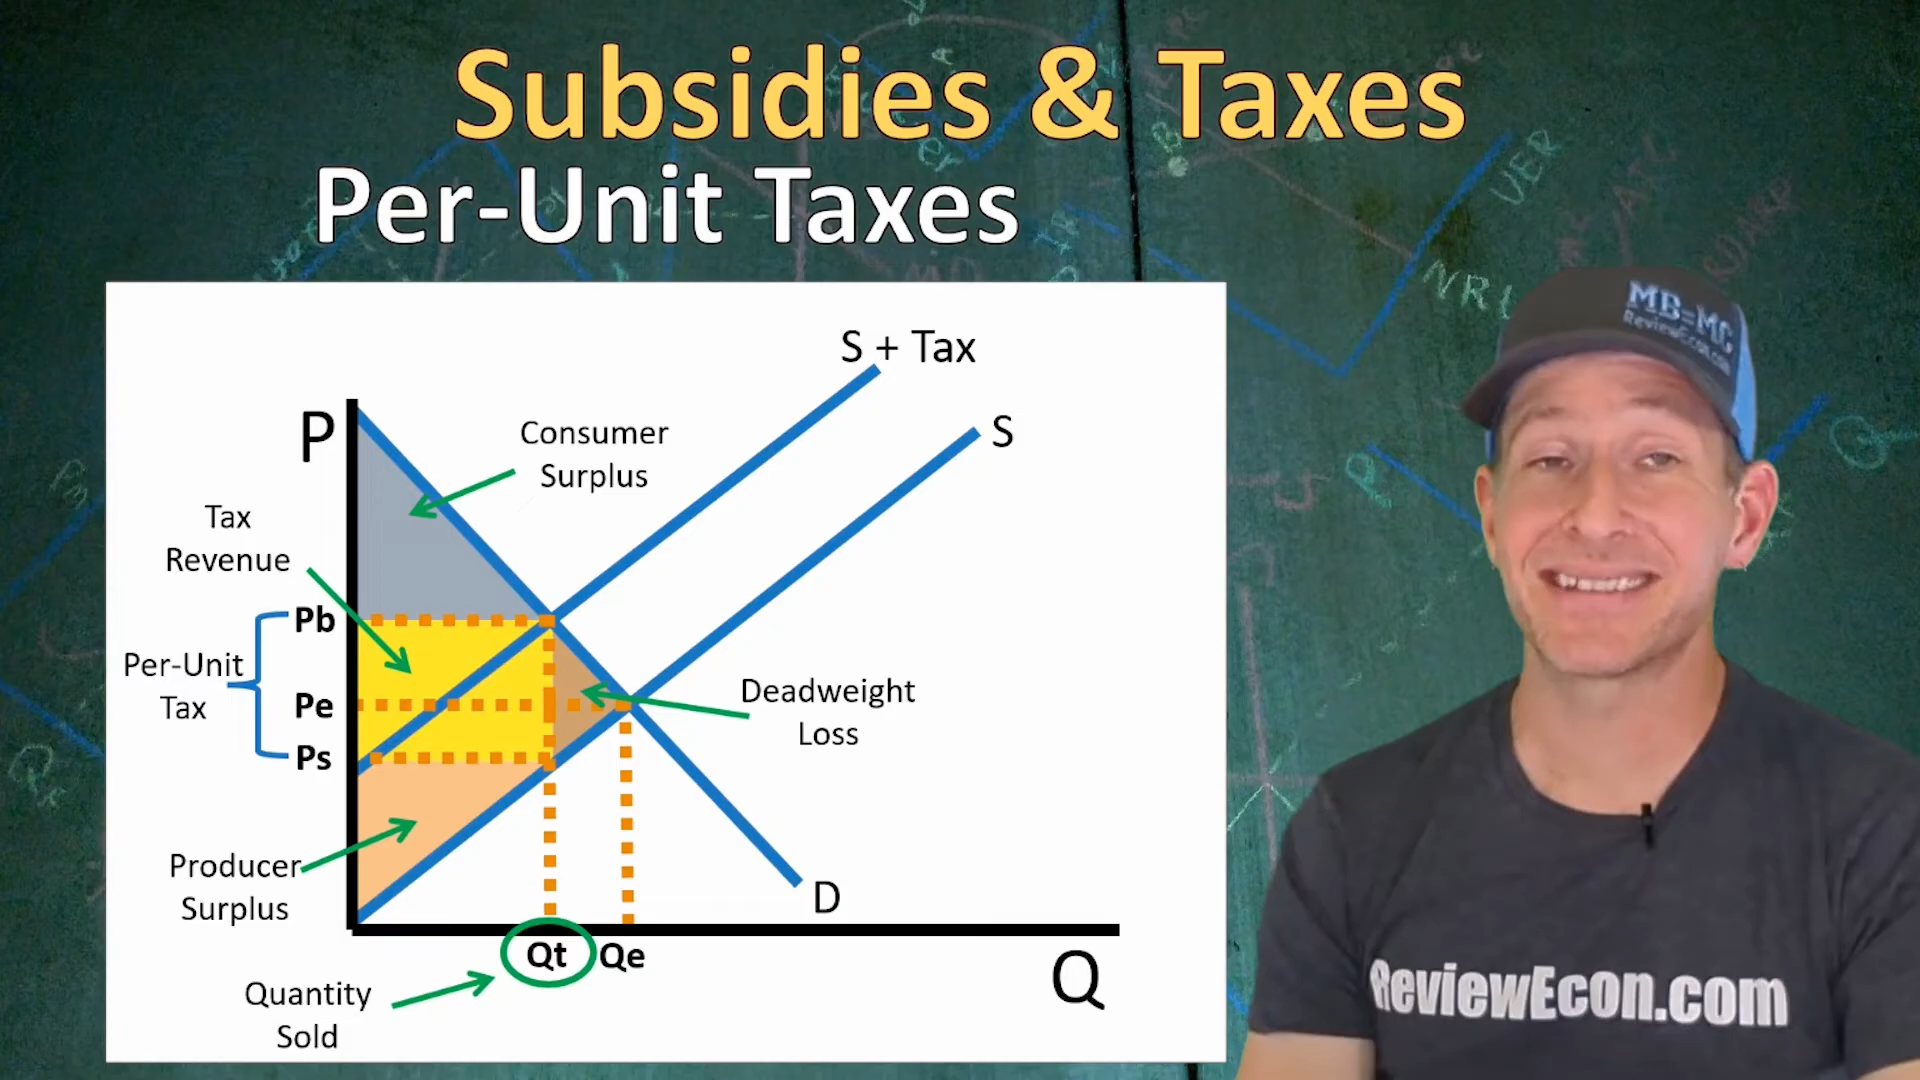 Subsidies & Taxes
Per-Unit Taxes
S + Tax
S
P
Consumer
Surplus
Tax
Revenue
Pb
Per-Unit
Tax
Pe
Ps
Deadweight
Loss
Producer
Surplus
D
Qt
Qe
Q
Quantity
Sold
MB=MC
ReviewEcon.com
ReviewEcon.com
VER